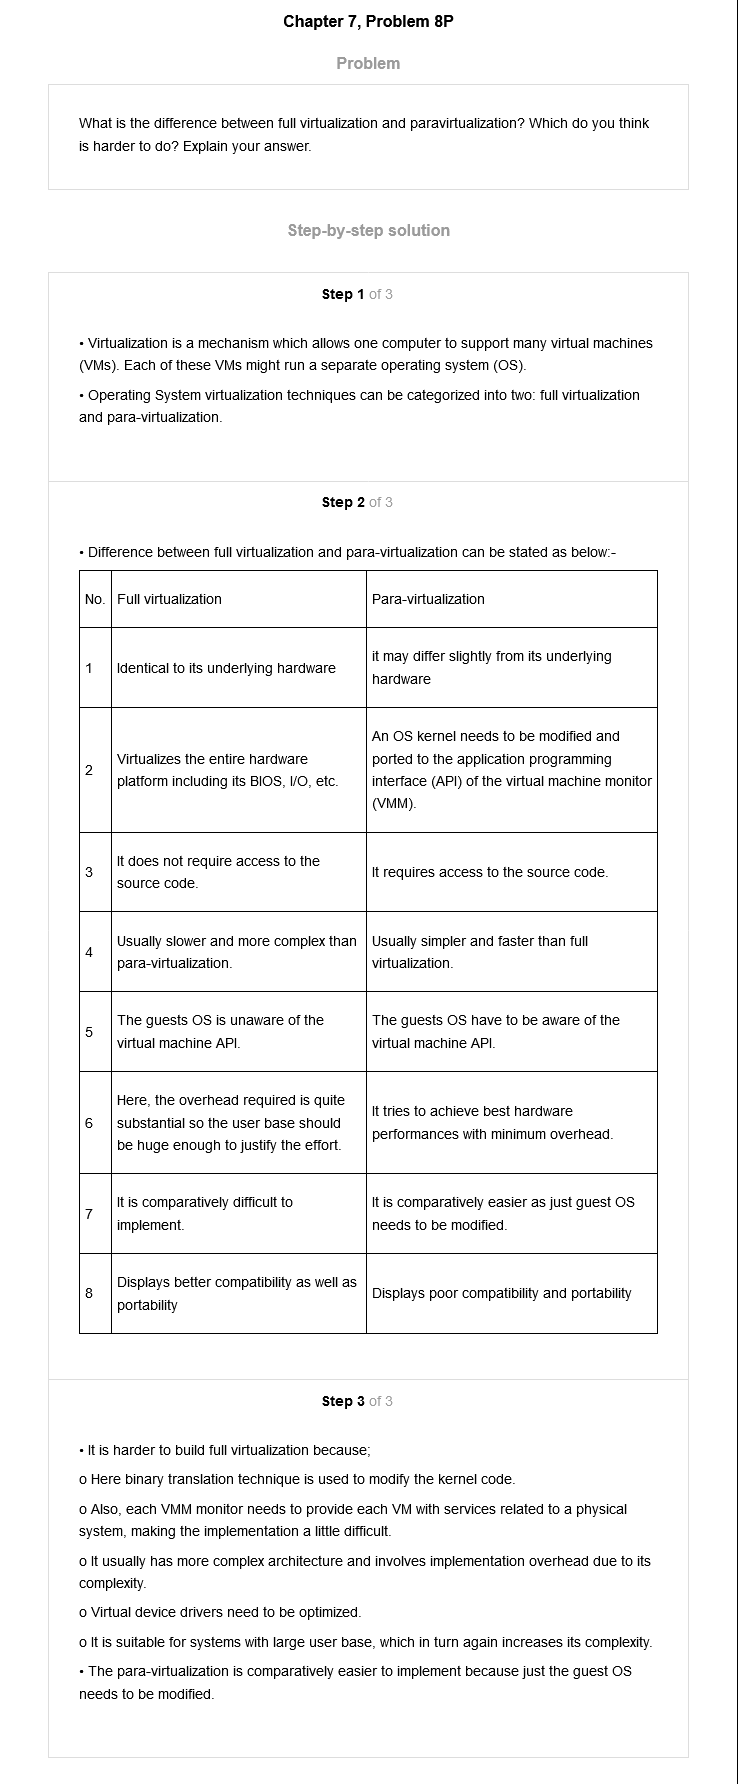 Chapter 7, Problem 8P
Problem
What is the difference between full virtualization and paravirtualization? Which do you think
is harder to do? Explain your answer.
Step-by-step solution
Step 1 of 3
• Virtualization is a mechanism which allows one computer to support many virtual machines
(VMs). Each of these VMs might run a separate operating system (OS).
• Operating System virtualization techniques can be categorized into two: full virtualization
and para-virtualization.
Step 2 of 3
• Difference between full virtualization and para-virtualization can be stated as below:-
No. Full virtualization Para-virtualization
1 Identical to its underlying hardware
it may differ slightly from its underlying
hardware
2
Virtualizes the entire hardware
platform including its BIOS, I/O, etc.
An OS kernel needs to be modified and
ported to the application programming
interface (API) of the virtual machine monitor
(VMM).
3
It does not require access to the
source code.
It requires access to the source code.
4
Usually slower and more complex than
para-virtualization.
Usually simpler and faster than full
virtualization.
5
The guests OS is unaware of the
virtual machine API.
The guests OS have to be aware of the
virtual machine API.
6
Here, the overhead required is quite
substantial so the user base should
be huge enough to justify the effort.
It tries to achieve best hardware
performances with minimum overhead.
7
It is comparatively difficult to
implement.
It is comparatively easier as just guest OS
needs to be modified.
8
Displays better compatibility as well as
portability
Displays poor compatibility and portability
Step 3 of 3
• It is harder to build full virtualization because;
o Here binary translation technique is used to modify the kernel code.
o Also, each VMM monitor needs to provide each VM with services related to a physical
system, making the implementation a little difficult.
o It usually has more complex architecture and involves implementation overhead due to its
complexity.
o Virtual device drivers need to be optimized.
o It is suitable for systems with large user base, which in turn again increases its complexity.
• The para-virtualization is comparatively easier to implement because just the guest OS
needs to be modified.